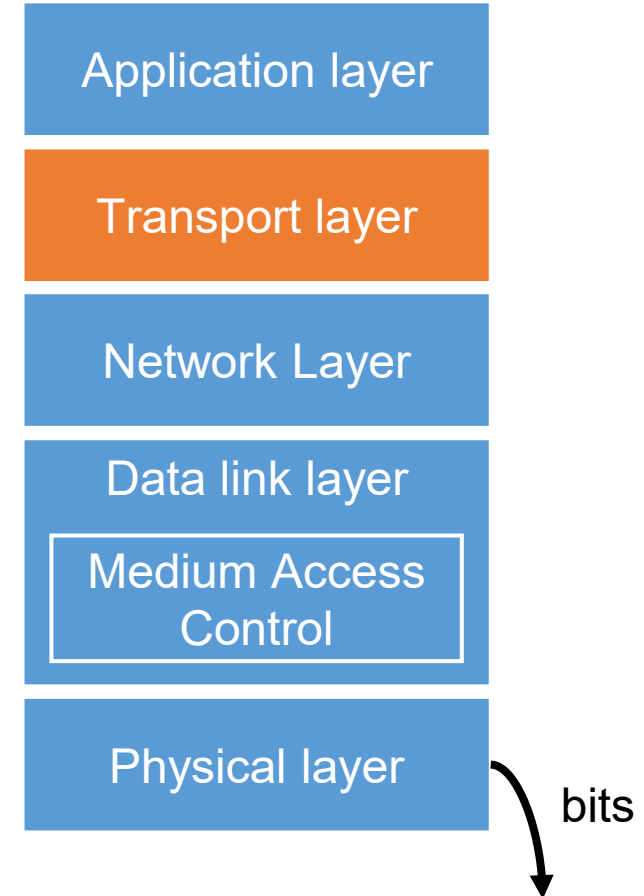 Application layer
Transport layer
Network Layer
Data link layer
Medium Access
Control
Physical layer
bits